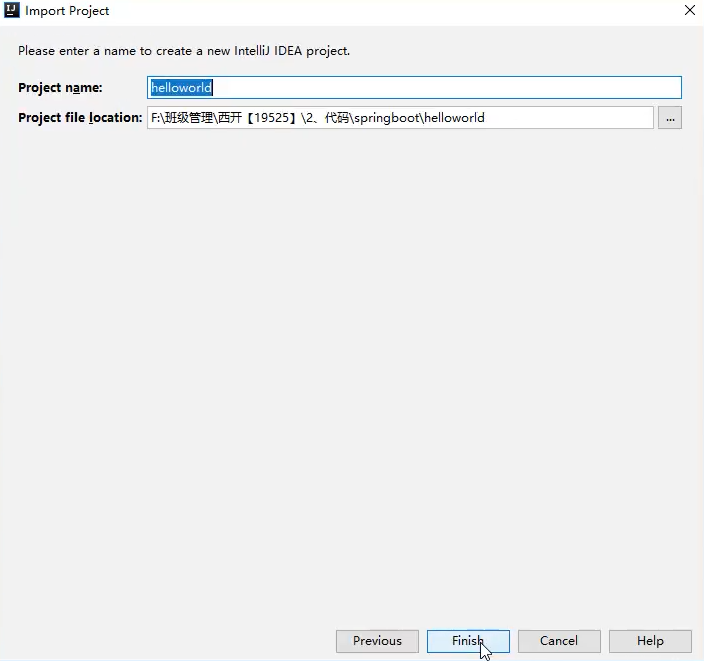 Import Project
Please enter a name to create a new IntelliJ IDEA project.
Project name: helloworld
Project file location: F:\班级管理\西开【19525】\2、代码\springboot\helloworld ...
Previous Finish Cancel Help